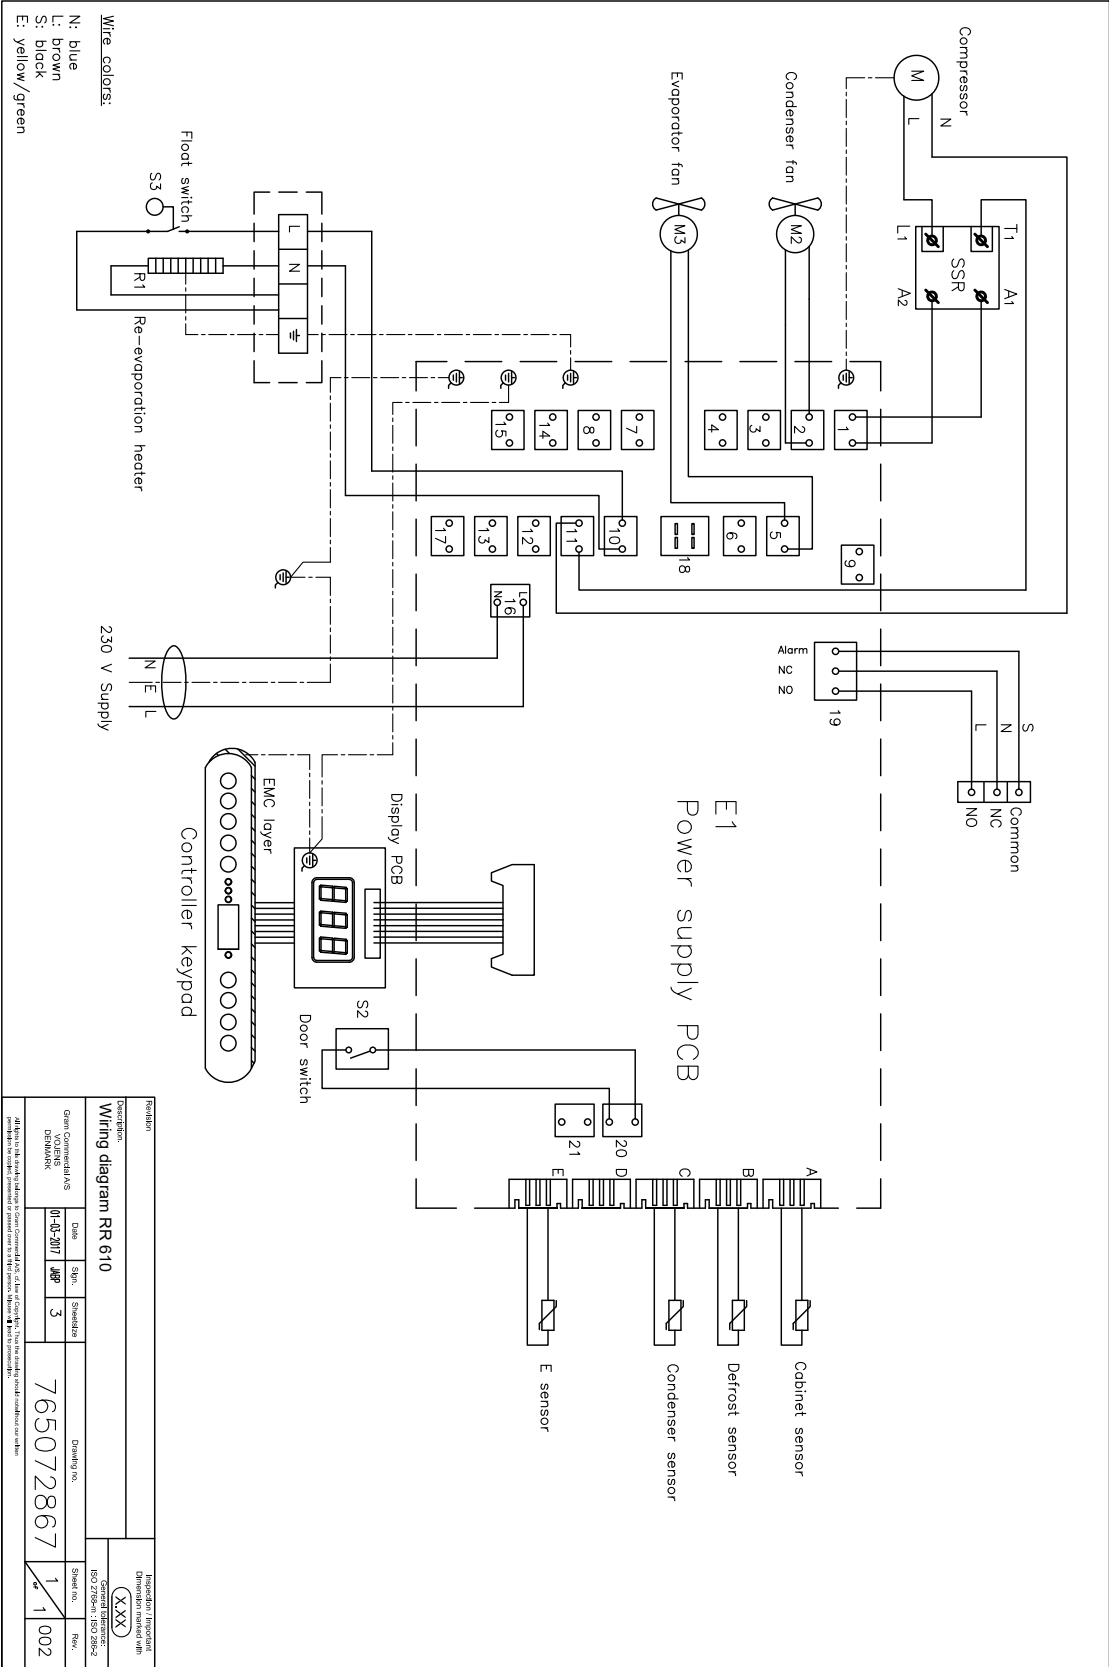 Compressor
M
N
L
T1
A1
SSR
L1
A2
Condenser fan
M2
Evaporator fan
M3
Float switch
S3
L
N
R1
Re-evaporation heater
Wire colors:
N: blue
L: brown
S: black
E: yellow/green
1
2
3
4
7
8
14
15
9
5
6
18
10
11
12
13
17
L
16
N
230 V Supply
N
E
L
Alarm
NC
NO
19
S
N
L
Common
NC
NO
E1
Power supply PCB
Display PCB
EMC layer
Controller keypad
S2
Door switch
20
21
A
B
C
D
E
Cabinet sensor
Defrost sensor
Condenser sensor
E sensor
Revision
Inspection / Important
Dimension marked with
X.XX
General tolerance:
ISO 2768-m : ISO 286-2
Description.
Wiring diagram RR 610
Gram Commercial A/S
VOJENS
DENMARK
Date
01-03-2017
Sign.
JABP
Sheetsize
3
Drawing no.
765072867
Sheet no.
1 OF 1
Rev.
002